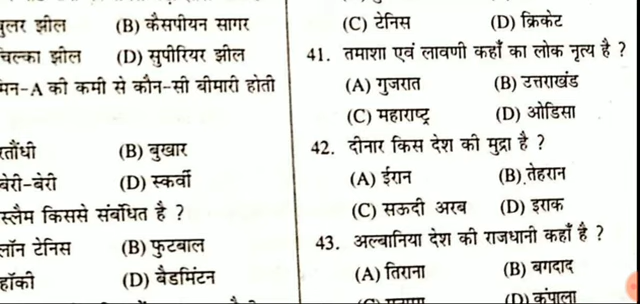 (B) कैसपीयन सागर
चिल्का झील (D) सुपीरियर झील
-A की कमी से कौन-सी बीमारी होती
रतौंधी (B) बुखार
बेरी-बेरी (D) स्कर्वी
स्लैम किससे संबंधित है ?
लॉन टेनिस (B) फुटबाल
हॉकी (D) बैडमिंटन
(C) टेनिस (D) क्रिकेट
41. तमाशा एवं लावणी कहाँ का लोक नृत्य है ?
(A) गुजरात (B) उत्तराखंड
(C) महाराष्ट्र (D) ओडिसा
42. दीनार किस देश की मुद्रा है ?
(A) ईरान (B) तेहरान
(C) सऊदी अरब (D) इराक
43. अल्बानिया देश की राजधानी कहाँ है ?
(A) तिराना (B) बगदाद
(D) कंपाला